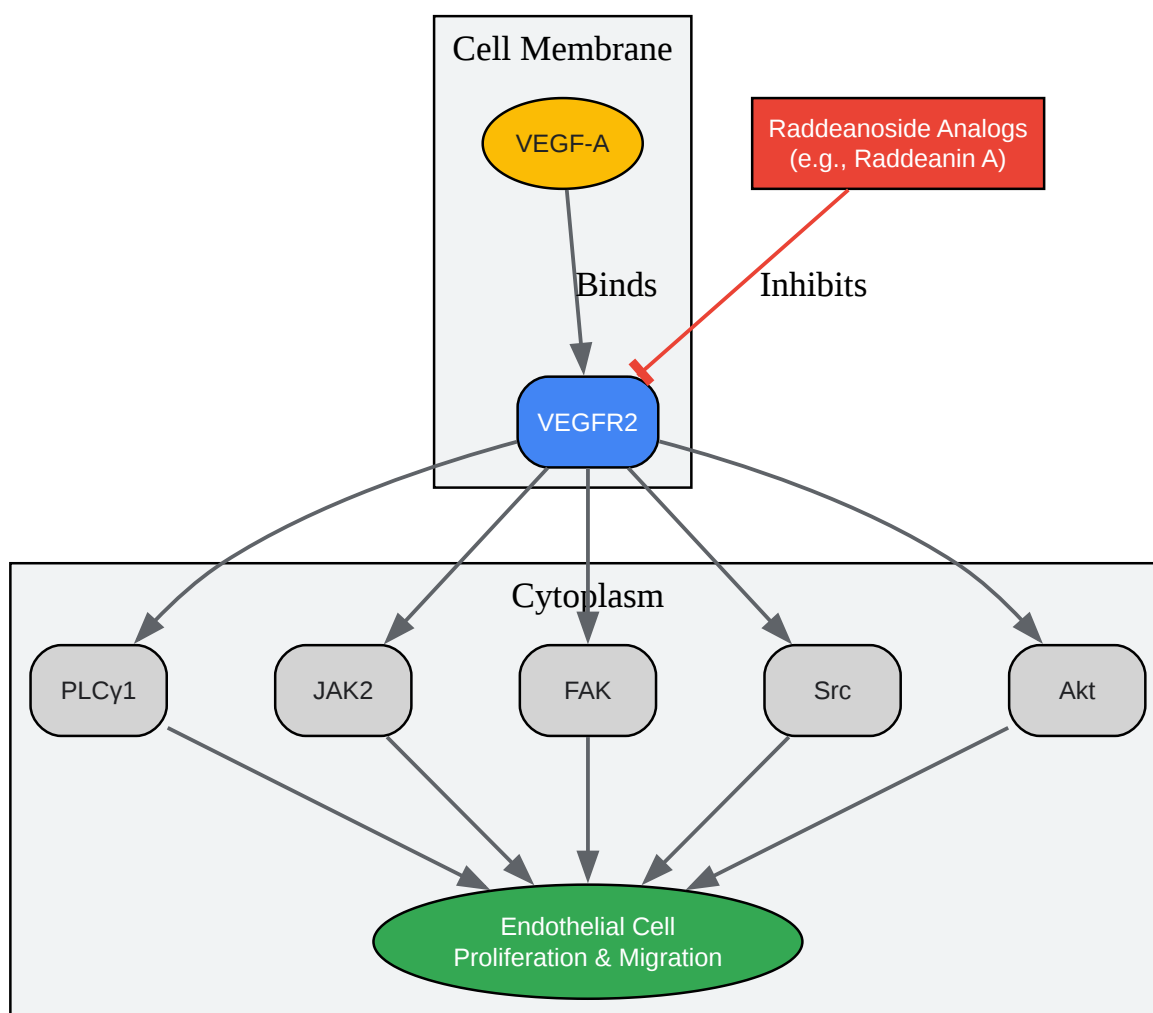 Cell Membrane
VEGF-A
Raddeanoside Analogs
(e.g., Raddeanin A)
Binds
Inhibits
VEGFR2
Cytoplasm
PLCγ1
JAK2
FAK
Src
Akt
Endothelial Cell
Proliferation & Migration